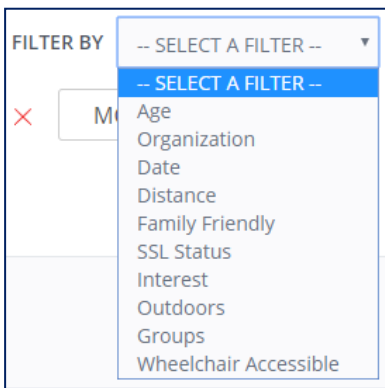 FILTER BY -- SELECT A FILTER --
-- SELECT A FILTER --
Age
Organization
Date
Distance
Family Friendly
SSL Status
Interest
Outdoors
Groups
Wheelchair Accessible